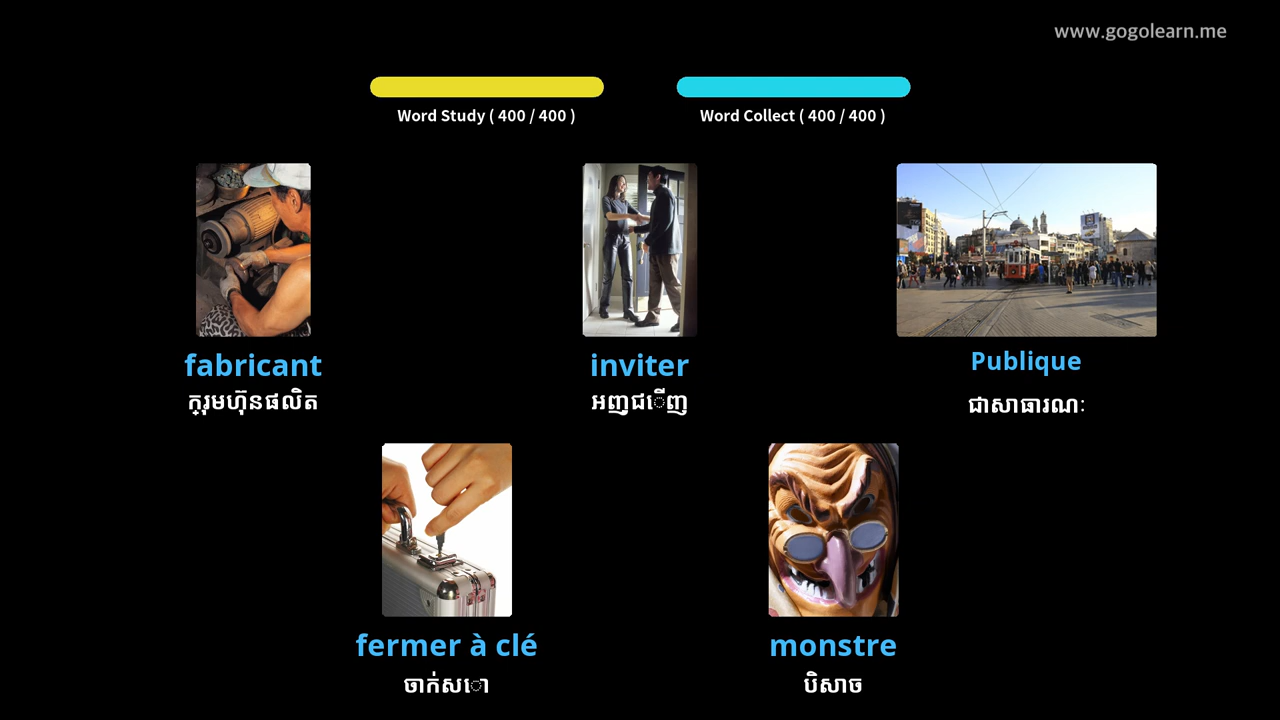 www.gogolearn.me
Word Study ( 400 / 400 )
Word Collect ( 400 / 400 )
fabricant
ក្រុមហ៊ុនផលិត
inviter
អញ្ជើញ
Publique
ជាសាធារណៈ
fermer à clé
ចាក់សោ
monstre
បិសាច